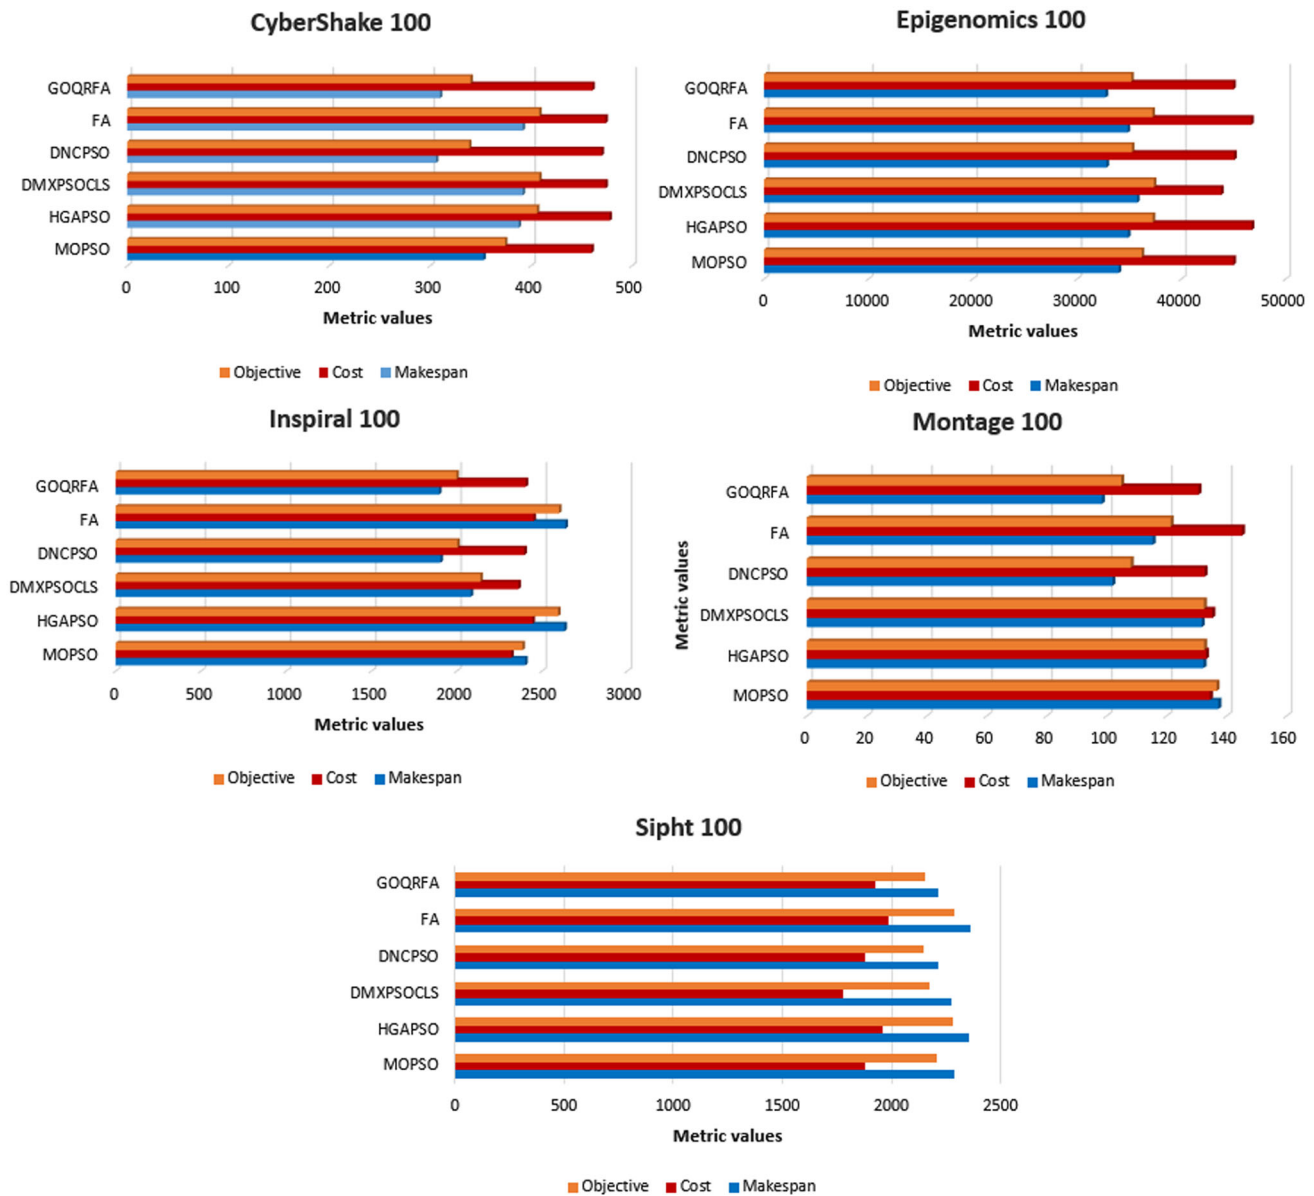 CyberShake 100
GOQRFA
FA
DNCPSO
DMXPSOCLS
HGAPSO
MOPSO
0 100 200 300 400 500
Metric values
Objective Cost Makespan
Epigenomics 100
GOQRFA
FA
DNCPSO
DMXPSOCLS
HGAPSO
MOPSO
0 10000 20000 30000 40000 50000
Metric values
Objective Cost Makespan
Inspiral 100
GOQRFA
FA
DNCPSO
DMXPSOCLS
HGAPSO
MOPSO
0 500 1000 1500 2000 2500 3000
Metric values
Objective Cost Makespan
Montage 100
Metric values
GOQRFA
FA
DNCPSO
DMXPSOCLS
HGAPSO
MOPSO
0 20 40 60 80 100 120 140 160
Objective Cost Makespan
Sipht 100
GOQRFA
FA
DNCPSO
DMXPSOCLS
HGAPSO
MOPSO
0 500 1000 1500 2000 2500
Metric values
Objective Cost Makespan